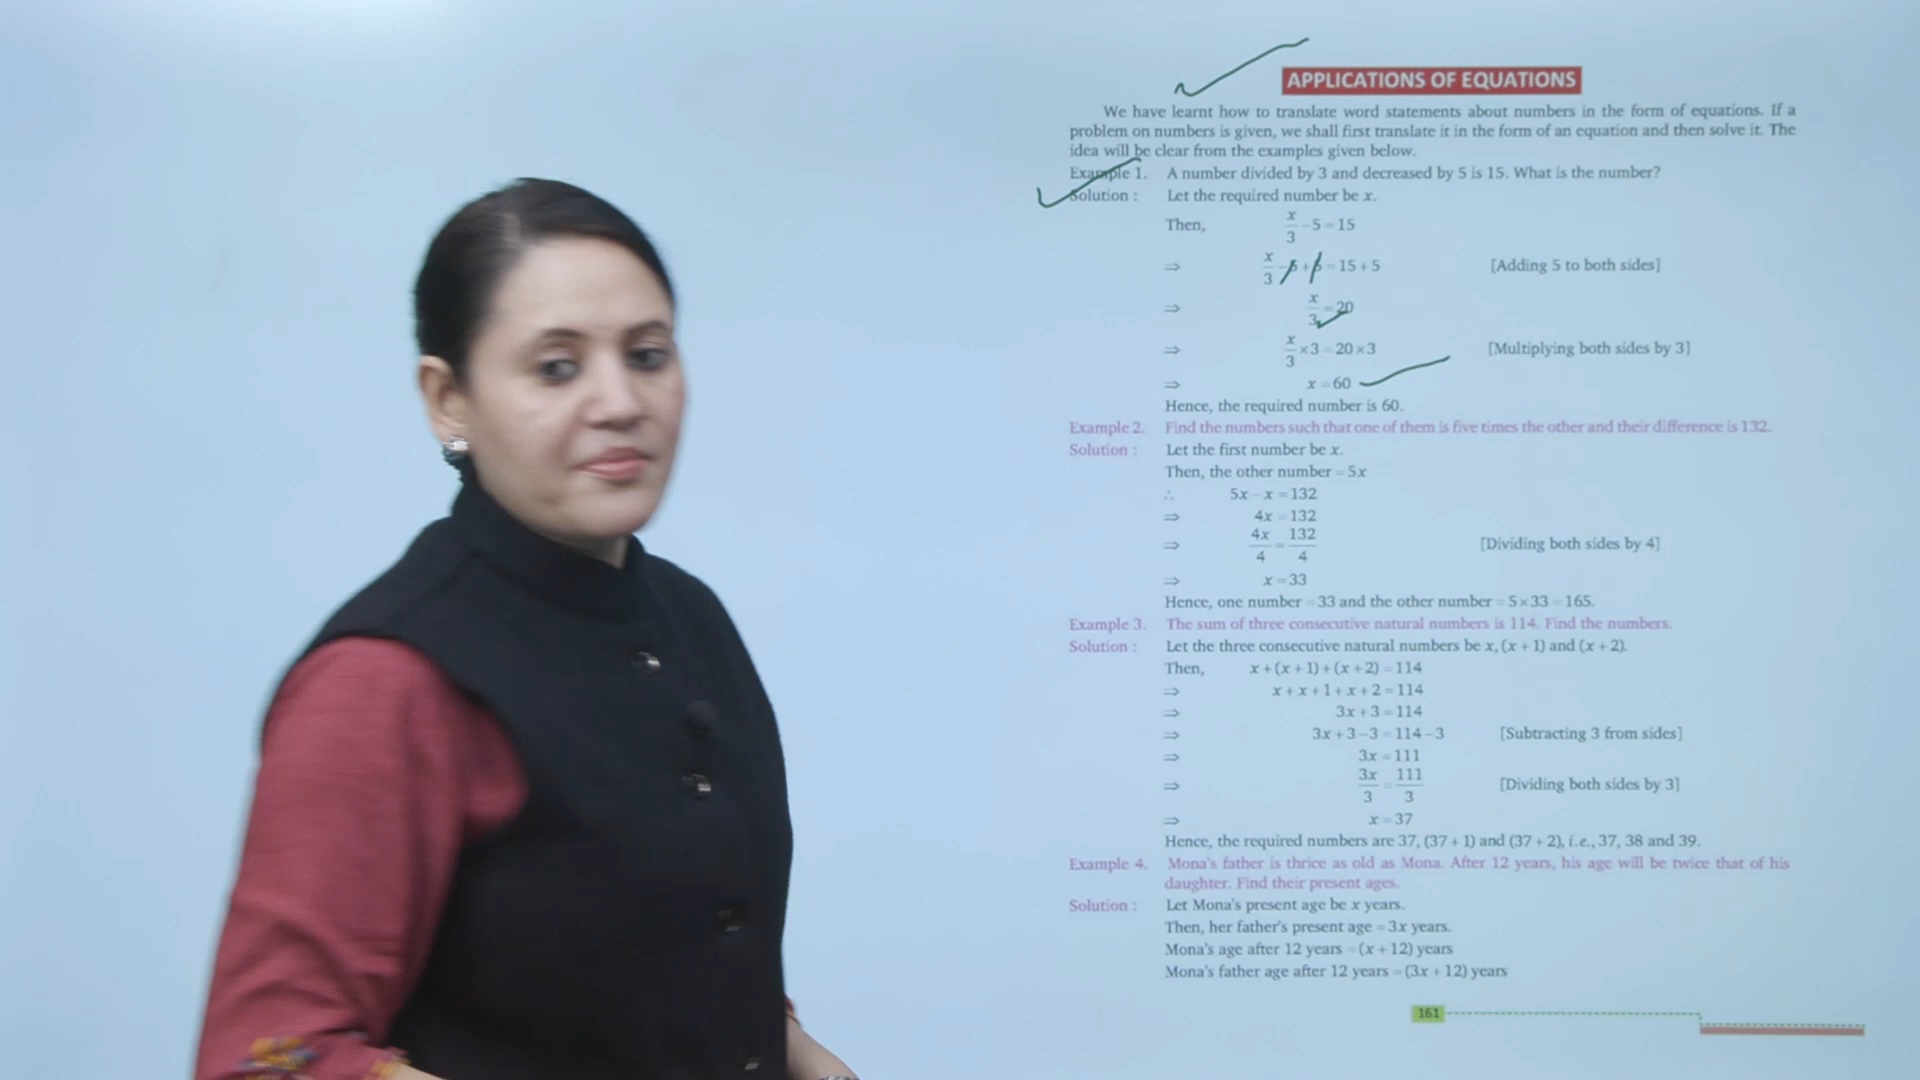 APPLICATIONS OF EQUATIONS
We have learnt how to translate word statements about numbers in the form of equations. If a
problem on numbers is given, we shall first translate it in the form of an equation and then solve it. The
idea will be clear from the examples given below.
Example 1. A number divided by 3 and decreased by 5 is 15. What is the number?
Solution : Let the required number be x.
Then, x/3 − 5 = 15
⇒ x/3 − 5 + 5 = 15 + 5 [Adding 5 to both sides]
⇒ x/3 = 20
⇒ x/3 × 3 = 20 × 3 [Multiplying both sides by 3]
⇒ x = 60
Hence, the required number is 60.
Example 2. Find the numbers such that one of them is five times the other and their difference is 132.
Solution : Let the first number be x.
Then, the other number = 5x
∴ 5x − x = 132
⇒ 4x = 132
⇒ 4x/4 = 132/4 [Dividing both sides by 4]
⇒ x = 33
Hence, one number = 33 and the other number = 5 × 33 = 165.
Example 3. The sum of three consecutive natural numbers is 114. Find the numbers.
Solution : Let the three consecutive natural numbers be x, (x + 1) and (x + 2).
Then, x + (x + 1) + (x + 2) = 114
⇒ x + x + 1 + x + 2 = 114
⇒ 3x + 3 = 114
⇒ 3x + 3 − 3 = 114 − 3 [Subtracting 3 from sides]
⇒ 3x = 111
⇒ 3x/3 = 111/3 [Dividing both sides by 3]
⇒ x = 37
Hence, the required numbers are 37, (37 + 1) and (37 + 2), i.e., 37, 38 and 39.
Example 4. Mona's father is thrice as old as Mona. After 12 years, his age will be twice that of his
daughter. Find their present ages.
Solution : Let Mona's present age be x years.
Then, her father's present age = 3x years.
Mona's age after 12 years = (x + 12) years
Mona's father age after 12 years = (3x + 12) years
161